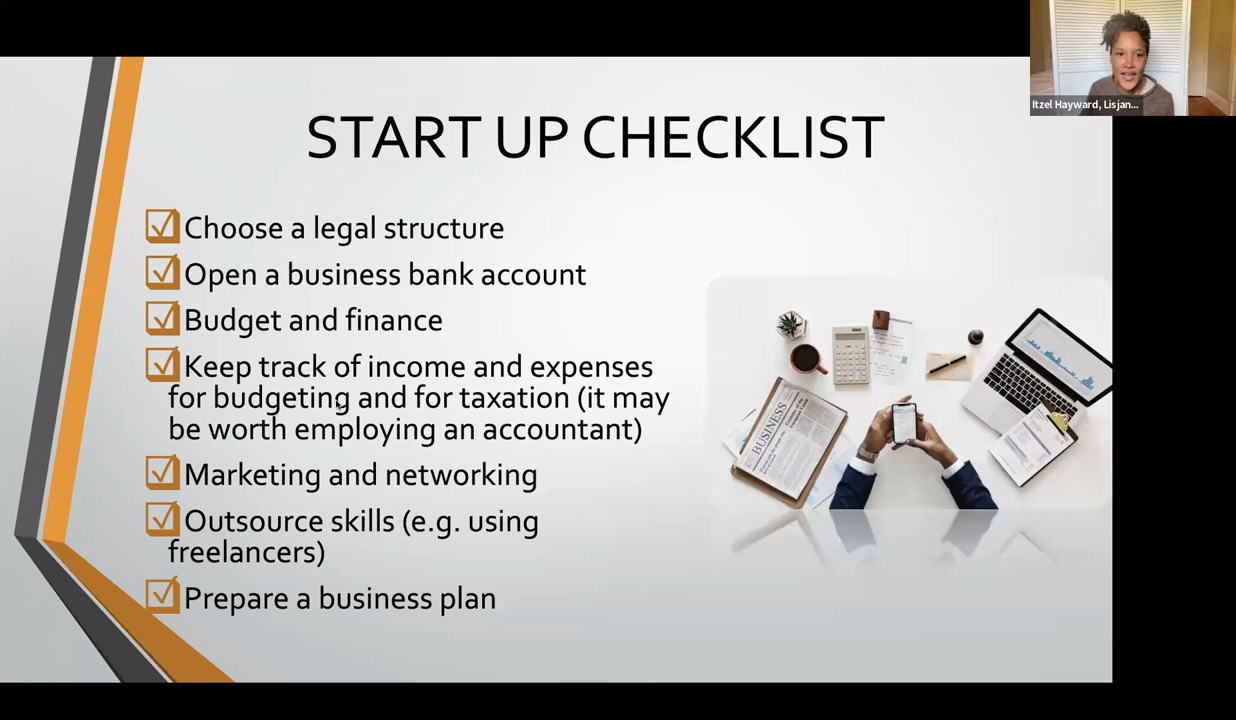 Itzel Hayward, Lisjan...
START UP CHECKLIST
Choose a legal structure
Open a business bank account
Budget and finance
Keep track of income and expenses
for budgeting and for taxation (it may
be worth employing an accountant)
Marketing and networking
Outsource skills (e.g. using
freelancers)
Prepare a business plan
BUSINESS